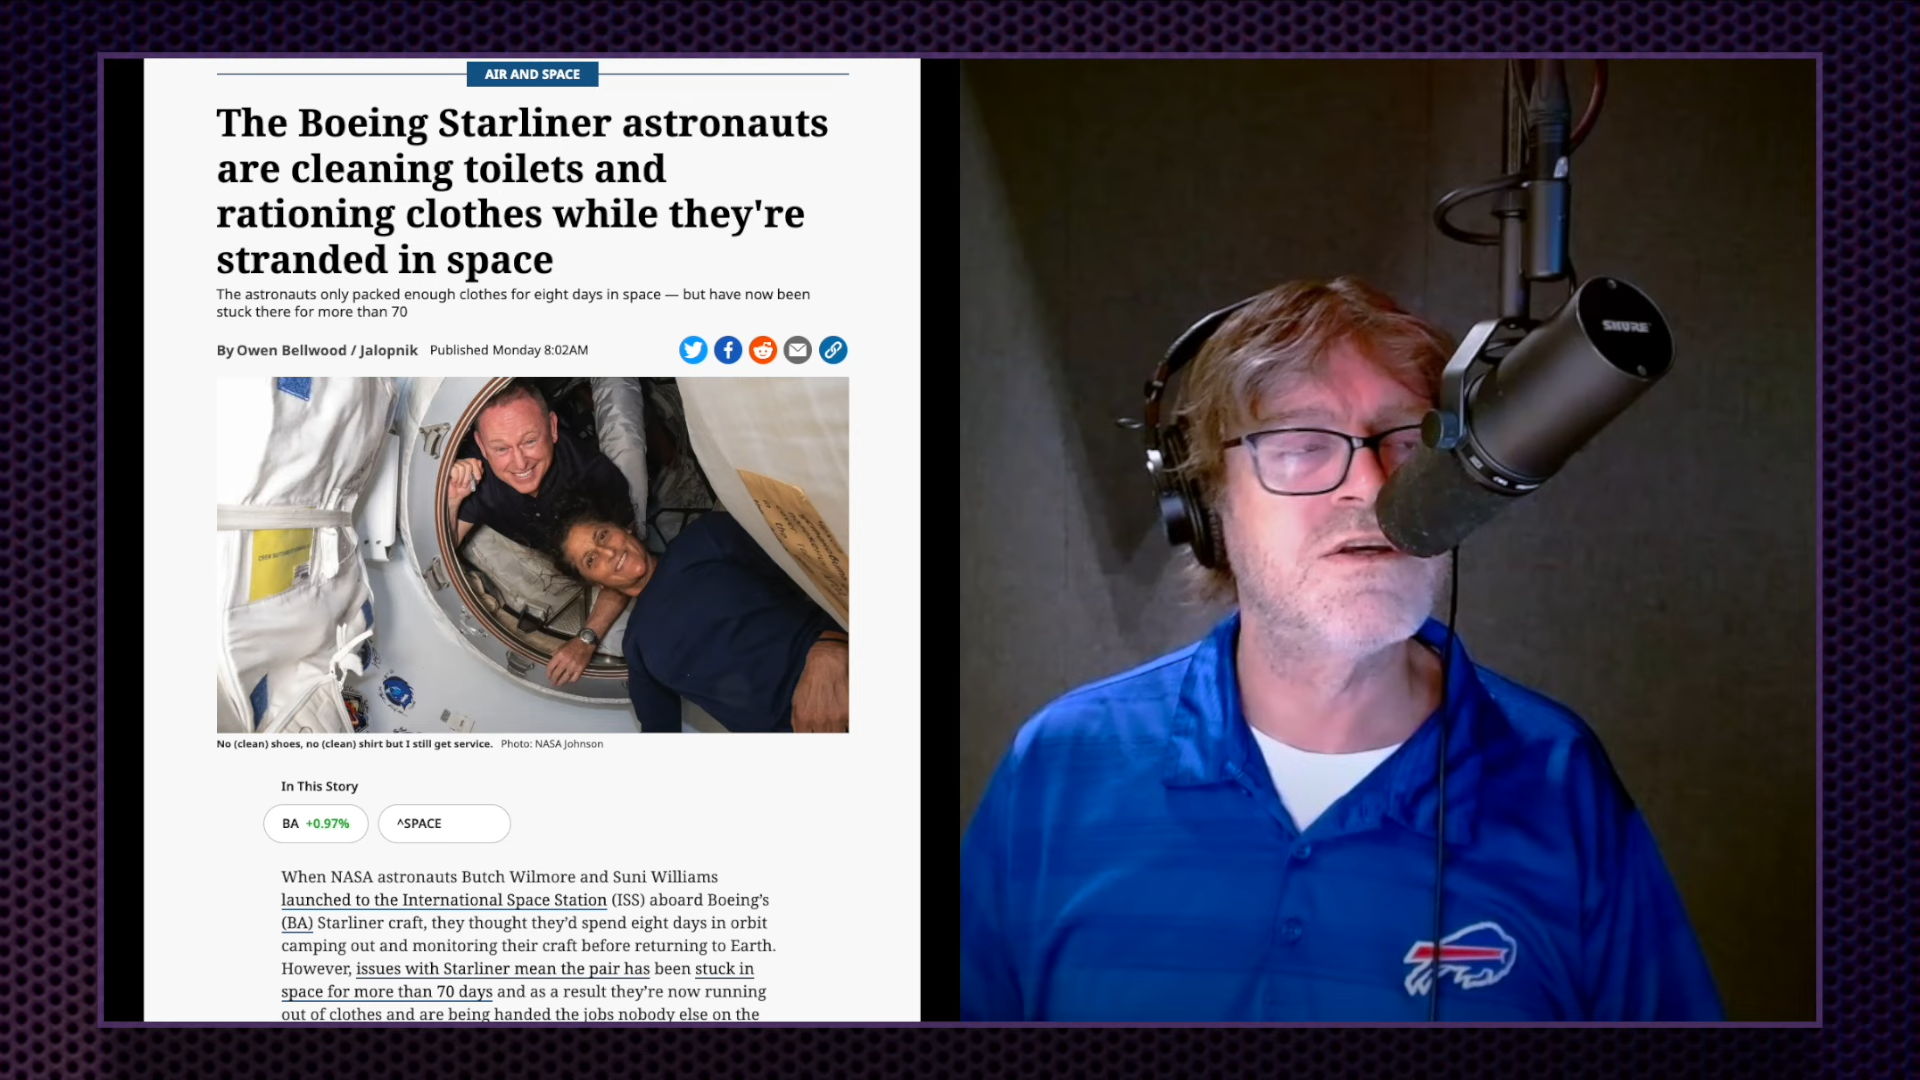 AIR AND SPACE
The Boeing Starliner astronauts
are cleaning toilets and
rationing clothes while they're
stranded in space
The astronauts only packed enough clothes for eight days in space — but have now been
stuck there for more than 70
By Owen Bellwood / Jalopnik Published Monday 8:02AM
No (clean) shoes, no (clean) shirt but I still get service. Photo: NASA Johnson
In This Story
BA +0.97% ^SPACE
When NASA astronauts Butch Wilmore and Suni Williams
launched to the International Space Station (ISS) aboard Boeing’s
(BA) Starliner craft, they thought they’d spend eight days in orbit
camping out and monitoring their craft before returning to Earth.
However, issues with Starliner mean the pair has been stuck in
space for more than 70 days and as a result they’re now running
out of clothes and are being handed the jobs nobody else on the
SHURE